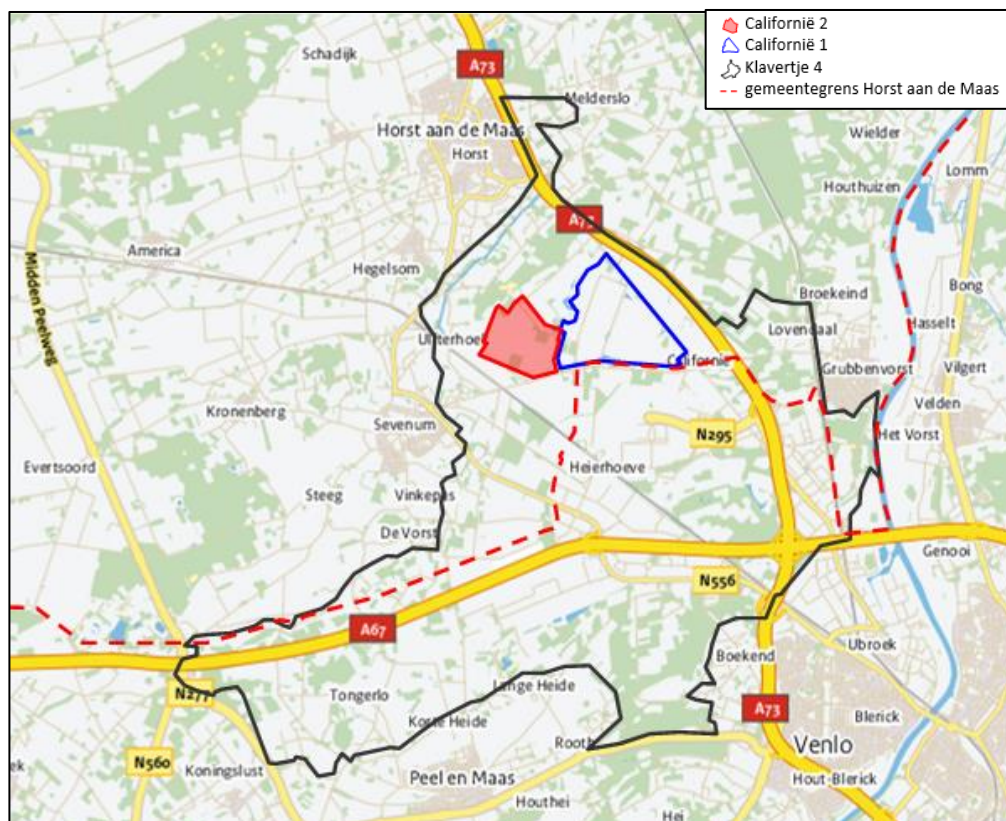 Californië 2
Californië 1
Klavertje 4
gemeentegrens Horst aan de Maas
Schadijk
A73
Melderslo
Horst aan de Maas
Horst
Wielder
Lomm
Houthuizen
A73
America
Hegelsom
Midden Peelweg
Broekeind
Bong
Lovendaal
Hasselt
Californie
Grubbenvorst
Vilgert
Kronenberg
Velden
Sevenum
N295
Het Vorst
Evertsoord
Heierhoeve
Steeg
Vinkepas
De Vorst
Genooi
N556
A67
Ubroek
Boekend
N277
Tongerlo
Lange Heide
A73
Korte Heide
Blerick
Rooth
Venlo
N560
Koningslust
Peel en Maas
Hout-Blerick
Houthei
Hei